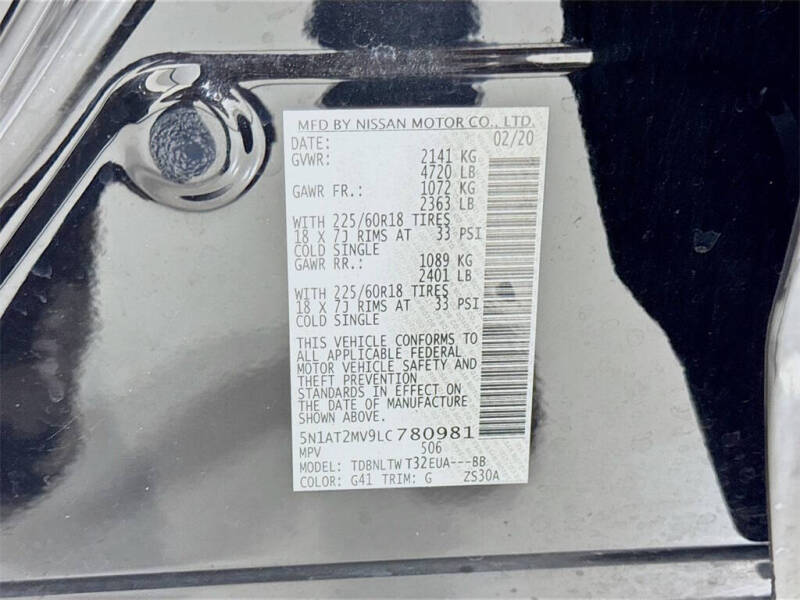 MFD BY NISSAN MOTOR CO., LTD.
DATE: 02/20
GVWR: 2141 KG
4720 LB
GAWR FR.: 1072 KG
2363 LB
WITH 225/60R18 TIRES
18 X 7J RIMS AT 33 PSI
COLD SINGLE
GAWR RR.: 1089 KG
2401 LB
WITH 225/60R18 TIRES
18 X 7J RIMS AT 33 PSI
COLD SINGLE
THIS VEHICLE CONFORMS TO
ALL APPLICABLE FEDERAL
MOTOR VEHICLE SAFETY AND
THEFT PREVENTION
STANDARDS IN EFFECT ON
THE DATE OF MANUFACTURE
SHOWN ABOVE.
5N1AT2MV9LC780981
MPV 506
MODEL: TDBNLTW T32EUA---BB
COLOR: G41 TRIM: G ZS30A